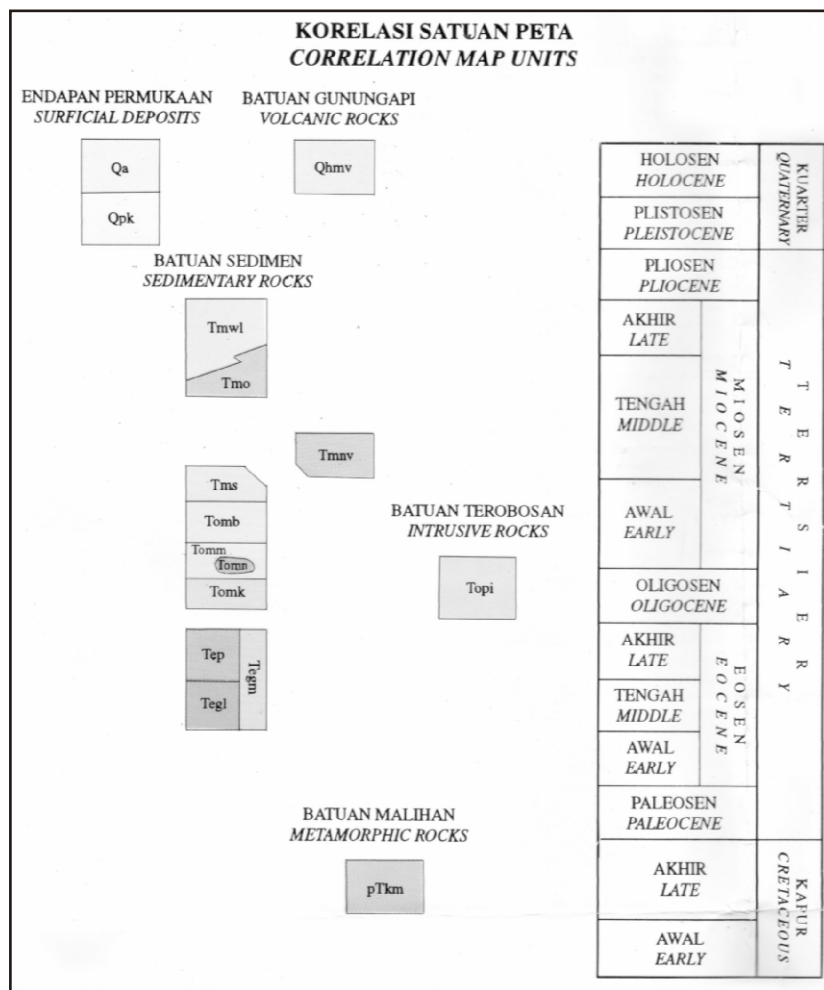 KORELASI SATUAN PETA
CORRELATION MAP UNITS
ENDAPAN PERMUKAAN
SURFICIAL DEPOSITS
BATUAN GUNUNGAPI
VOLCANIC ROCKS
Qa
Qpk
Qhmv
BATUAN SEDIMEN
SEDIMENTARY ROCKS
Tmwl
Tmo
Tmnv
Tms
Tomb
Tomm
Tomn
Tomk
BATUAN TEROBOSAN
INTRUSIVE ROCKS
Topi
Tep
Tegl
Tegm
BATUAN MALIHAN
METAMORPHIC ROCKS
pTkm
HOLOSEN
HOLOCENE
PLISTOSEN
PLEISTOCENE
KUARTER
QUATERNARY
PLIOSEN
PLIOCENE
AKHIR
LATE
TENGAH
MIDDLE
AWAL
EARLY
MIOSEN
MIOCENE
OLIGOSEN
OLIGOCENE
AKHIR
LATE
TENGAH
MIDDLE
AWAL
EARLY
EOSEN
EOCENE
PALEOSEN
PALEOCENE
TERTSIERRY
TERTIARY
AKHIR
LATE
AWAL
EARLY
KAPUR
CRETACEOUS